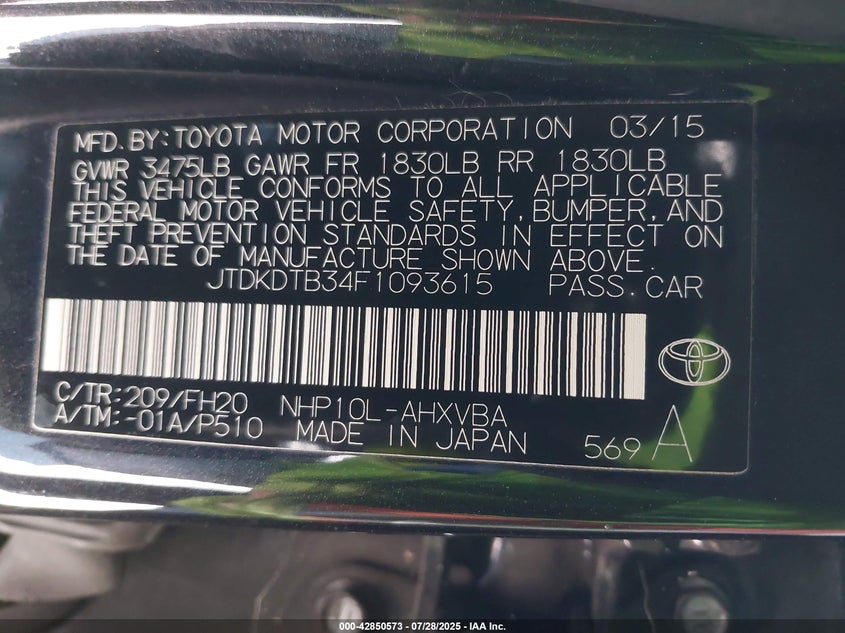 MFD.BY:TOYOTA MOTOR CORPORATION 03/15
GVWR 3475LB GAWR FR 1830LB RR 1830LB
THIS VEHICLE CONFORMS TO ALL APPLICABLE
FEDERAL MOTOR VEHICLE SAFETY,BUMPER,AND
THEFT PREVENTION STANDARDS IN EFFECT ON
THE DATE OF MANUFACTURE SHOWN ABOVE.
JTDKDTB34F1093615 PASS.CAR
C/TR:209/FH20 NHP10L-AHXVBA
A/TM:-01A/P510 MADE IN JAPAN 569 A
000-42850573 - 07/28/2025 - IAA Inc.